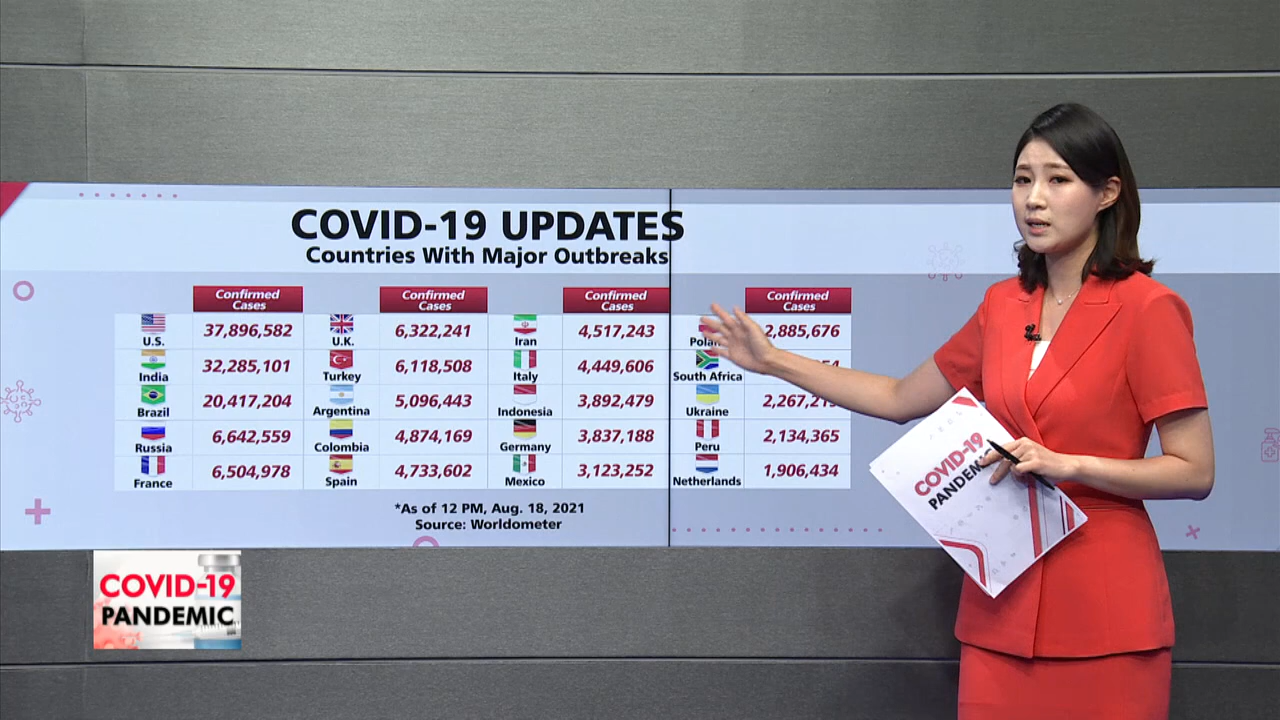 COVID-19 UPDATES
Countries With Major Outbreaks
Confirmed Cases Confirmed Cases Confirmed Cases Confirmed Cases
U.S. 37,896,582 U.K. 6,322,241 Iran 4,517,243 2,885,676
India 32,285,101 Turkey 6,118,508 Italy 4,449,606 South Africa
Brazil 20,417,204 Argentina 5,096,443 Indonesia 3,892,479 Ukraine
Russia 6,642,559 Colombia 4,874,169 Germany 3,837,188 Peru 2,134,365
France 6,504,978 Spain 4,733,602 Mexico 3,123,252 Netherlands 1,906,434
*As of 12 PM, Aug. 18, 2021
Source: Worldometer
COVID-19
PANDEMIC
COVID-19